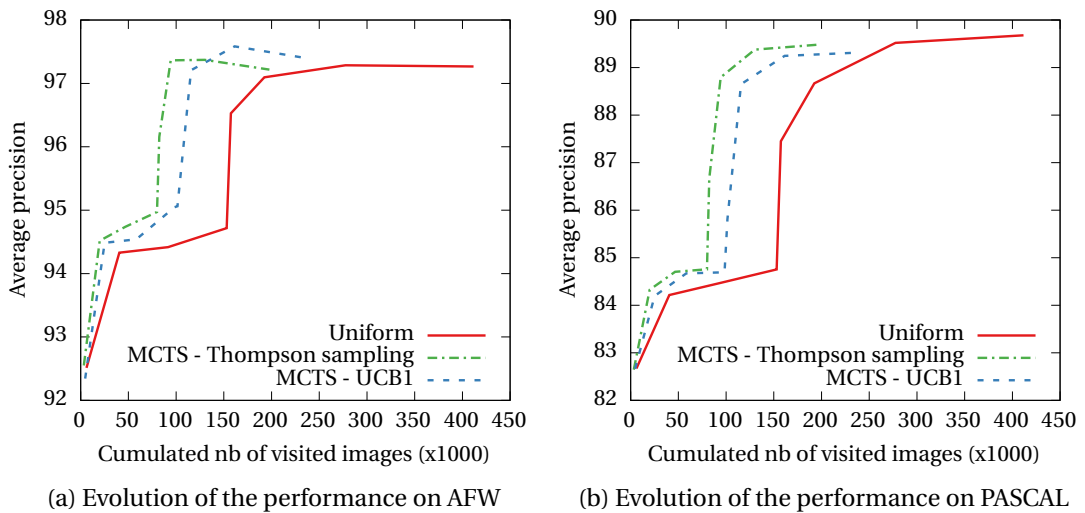 98
97
96
95
94
93
92
Average precision
0 50 100 150 200 250 300 350 400 450
Cumulated nb of visited images (x1000)
Uniform
MCTS - Thompson sampling
MCTS - UCB1
(a) Evolution of the performance on AFW
90
89
88
87
86
85
84
83
82
Average precision
0 50 100 150 200 250 300 350 400 450
Cumulated nb of visited images (x1000)
Uniform
MCTS - Thompson sampling
MCTS - UCB1
(b) Evolution of the performance on PASCAL